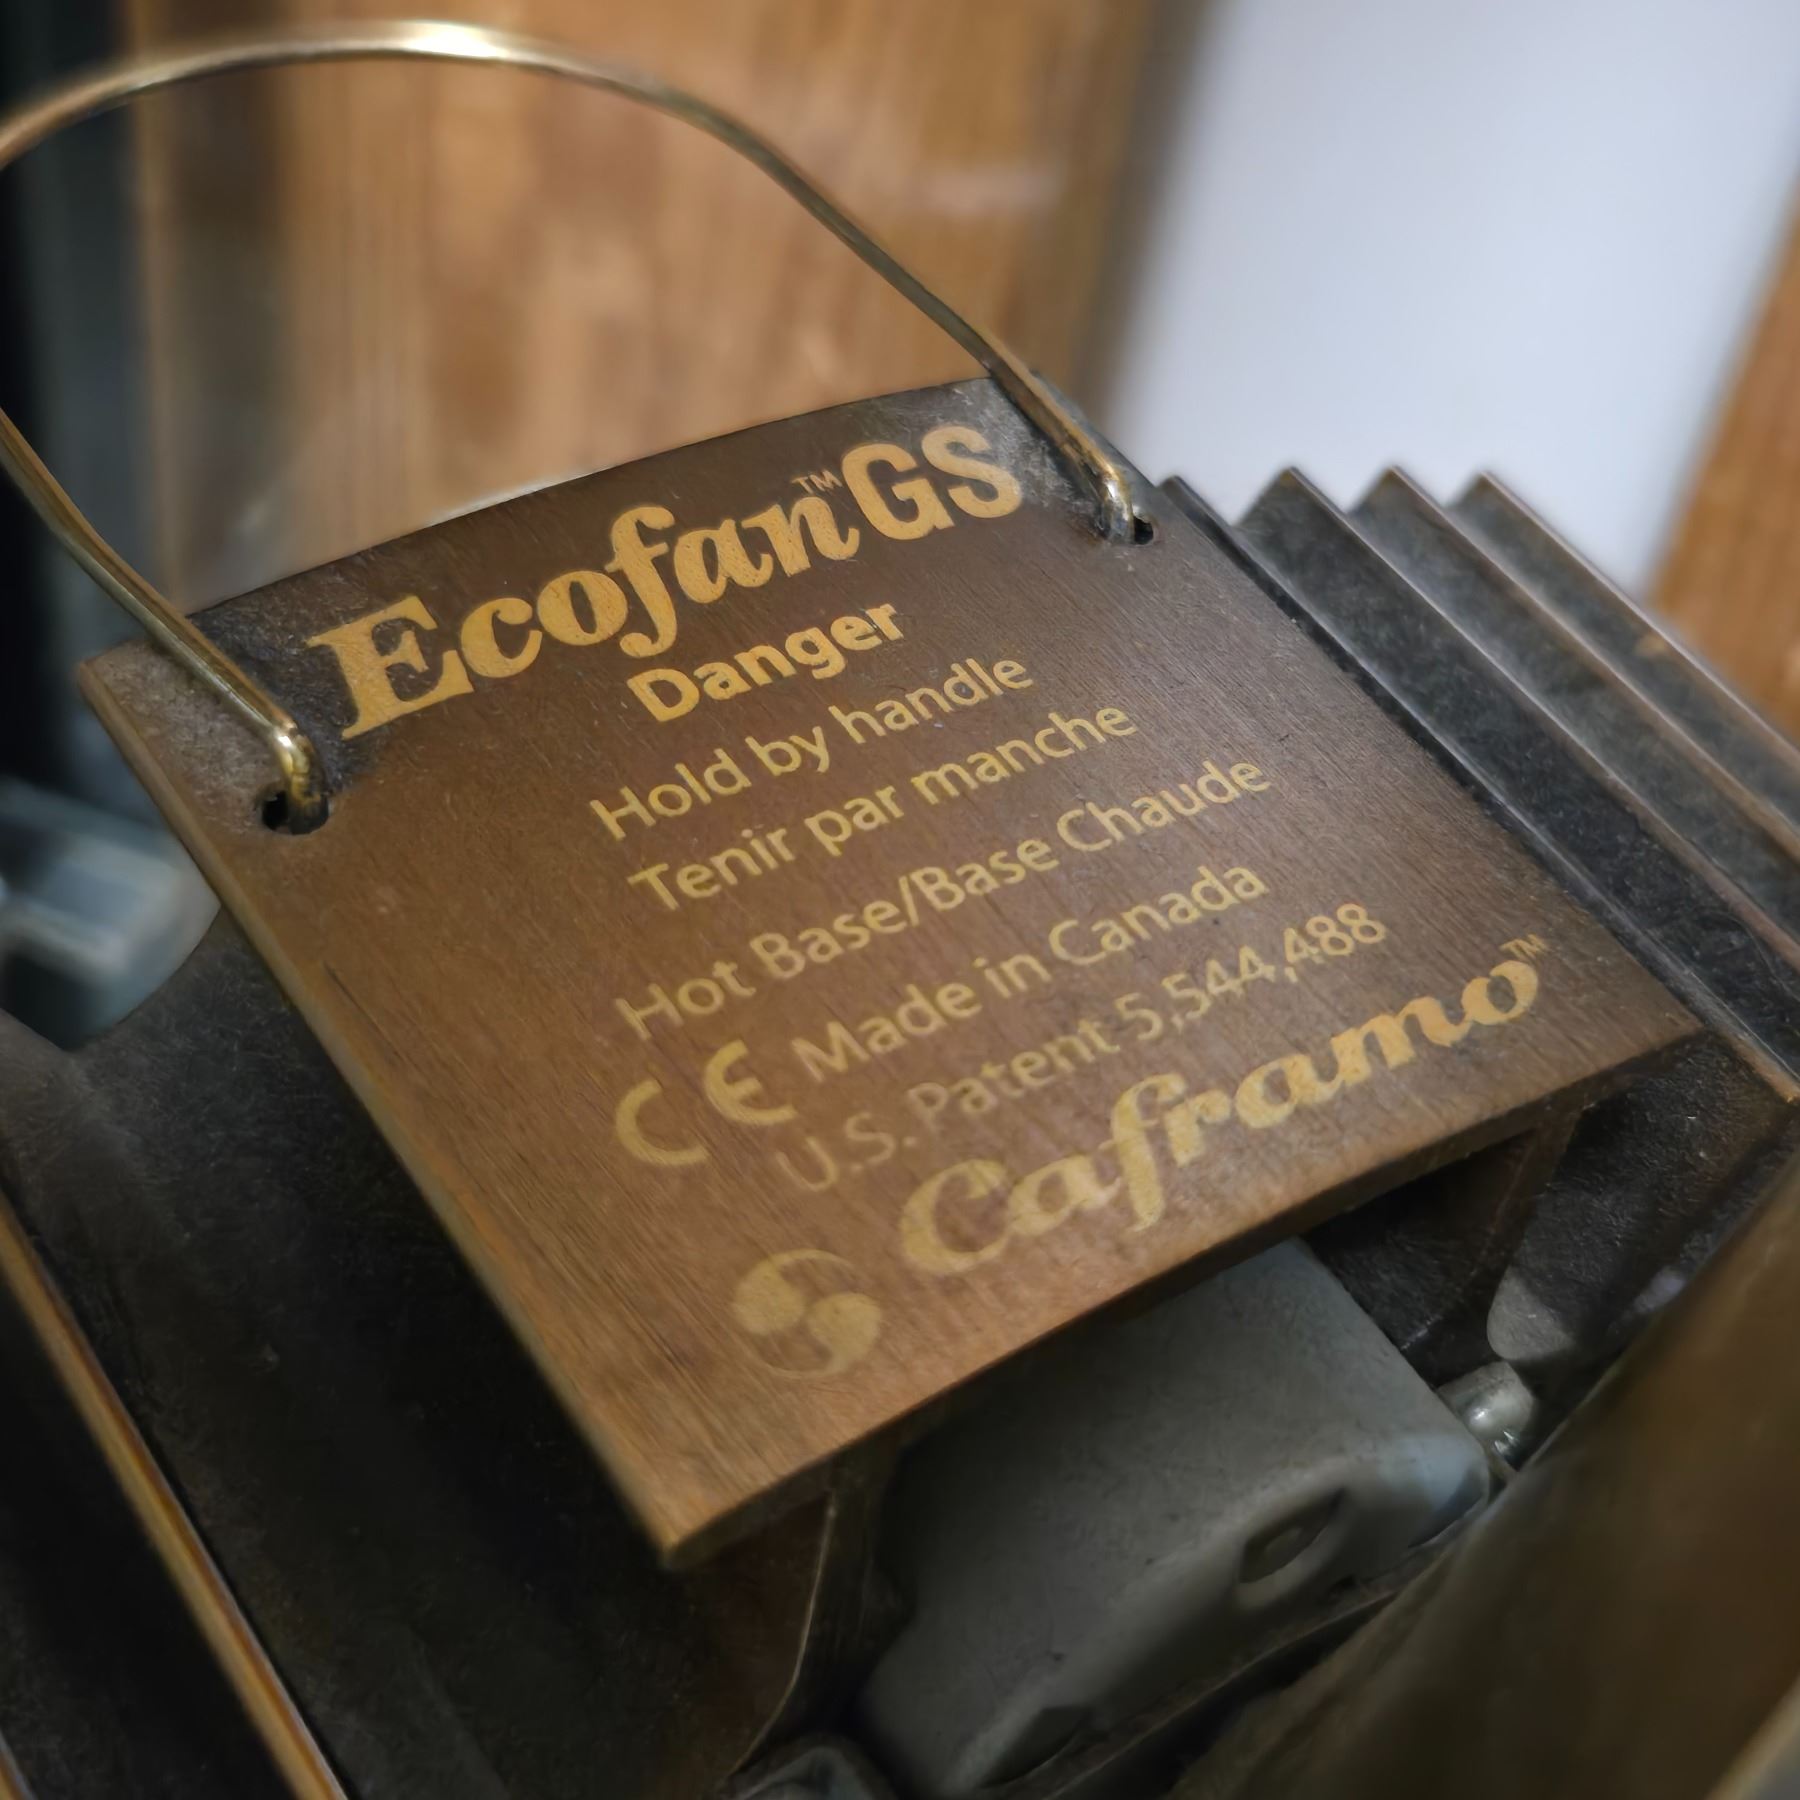 Ecofan™GS
Danger
Hold by handle
Tenir par manche
Hot Base/Base Chaude
CE Made in Canada
U.S. Patent 5,544,488
Caframo™